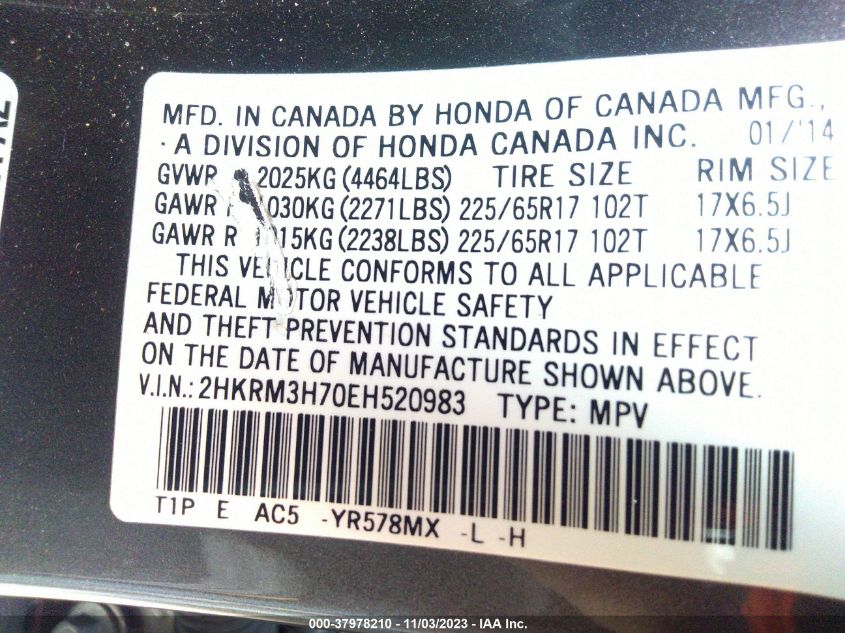 MFD. IN CANADA BY HONDA OF CANADA MFG.,
· A DIVISION OF HONDA CANADA INC. 01/'14
GVWR 2025KG (4464LBS) TIRE SIZE RIM SIZE
GAWR 030KG (2271LBS) 225/65R17 102T 17X6.5J
GAWR R 15KG (2238LBS) 225/65R17 102T 17X6.5J
THIS VEHICLE CONFORMS TO ALL APPLICABLE
FEDERAL MOTOR VEHICLE SAFETY
AND THEFT PREVENTION STANDARDS IN EFFECT
ON THE DATE OF MANUFACTURE SHOWN ABOVE.
V.I.N.: 2HKRM3H70EH520983 TYPE: MPV
T1P E AC5 -YR578MX -L -H
000-37978210 - 11/03/2023 - IAA Inc.